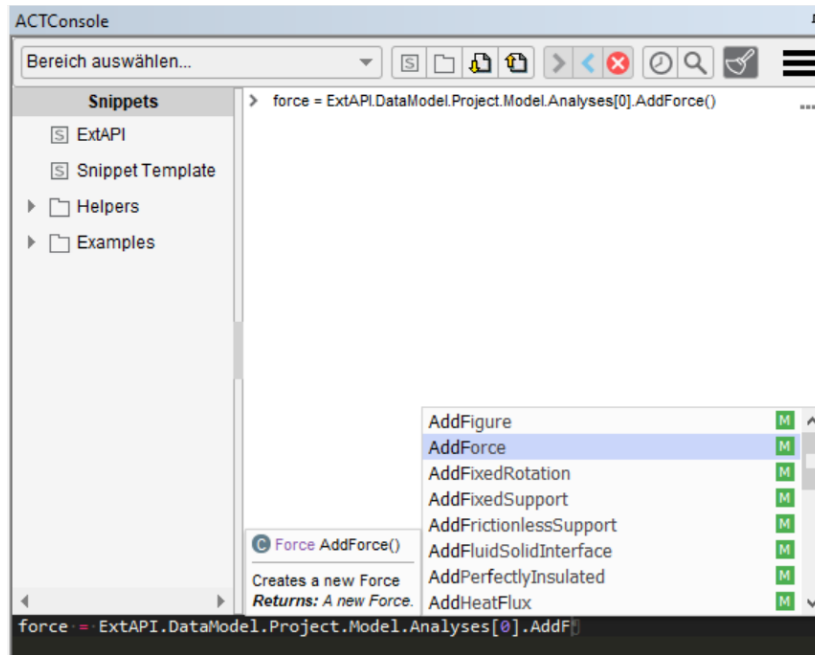 ACTConsole
Bereich auswählen...
Snippets
> force = ExtAPI.DataModel.Project.Model.Analyses[0].AddForce()
S ExtAPI
S Snippet Template
Helpers
Examples
AddFigure M
AddForce M
AddFixedRotation M
AddFixedSupport M
AddFrictionlessSupport M
AddFluidSolidInterface M
AddPerfectlyInsulated M
AddHeatFlux M
C Force AddForce()
Creates a new Force
Returns: A new Force.
force = ExtAPI.DataModel.Project.Model.Analyses[0].AddF